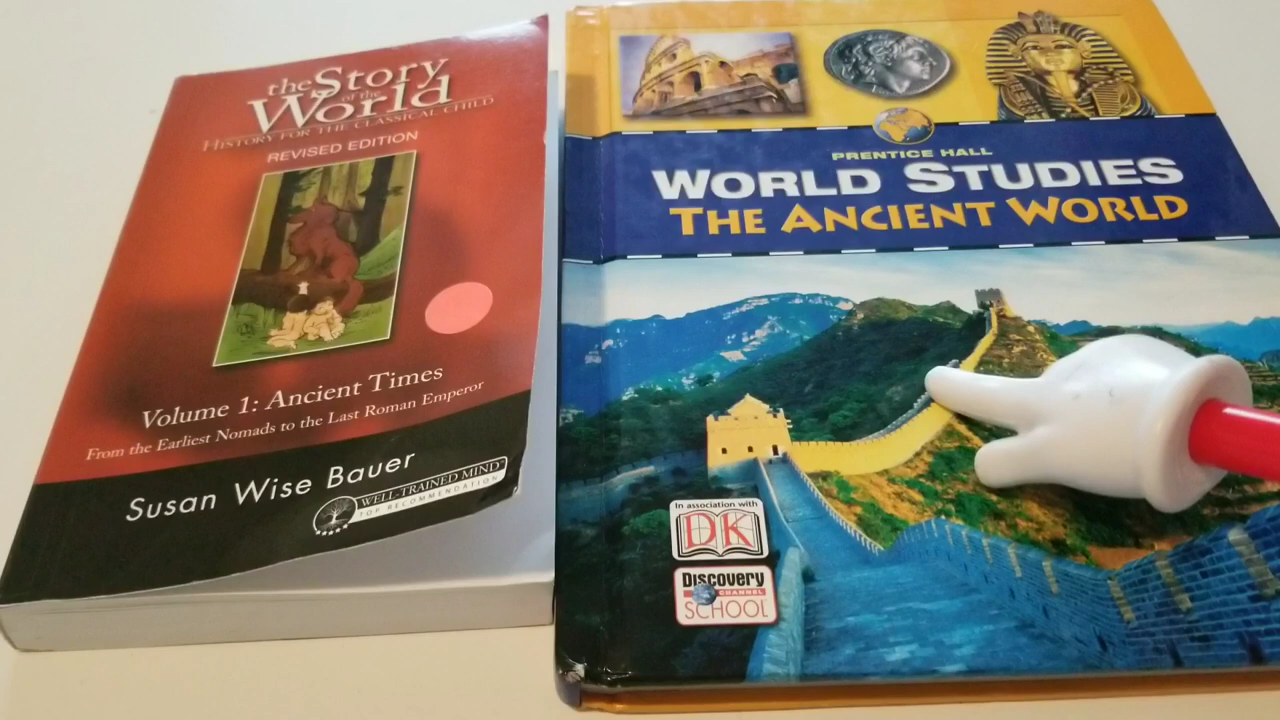 the Story
of the
World
HISTORY FOR THE CLASSICAL CHILD
REVISED EDITION
Volume 1: Ancient Times
From the Earliest Nomads to the Last Roman Emperor
Susan Wise Bauer
WELL-TRAINED MIND
TOP RECOMMENDATION
PRENTICE HALL
WORLD STUDIES
THE ANCIENT WORLD
In association with
DK
Discovery
CHANNEL
SCHOOL